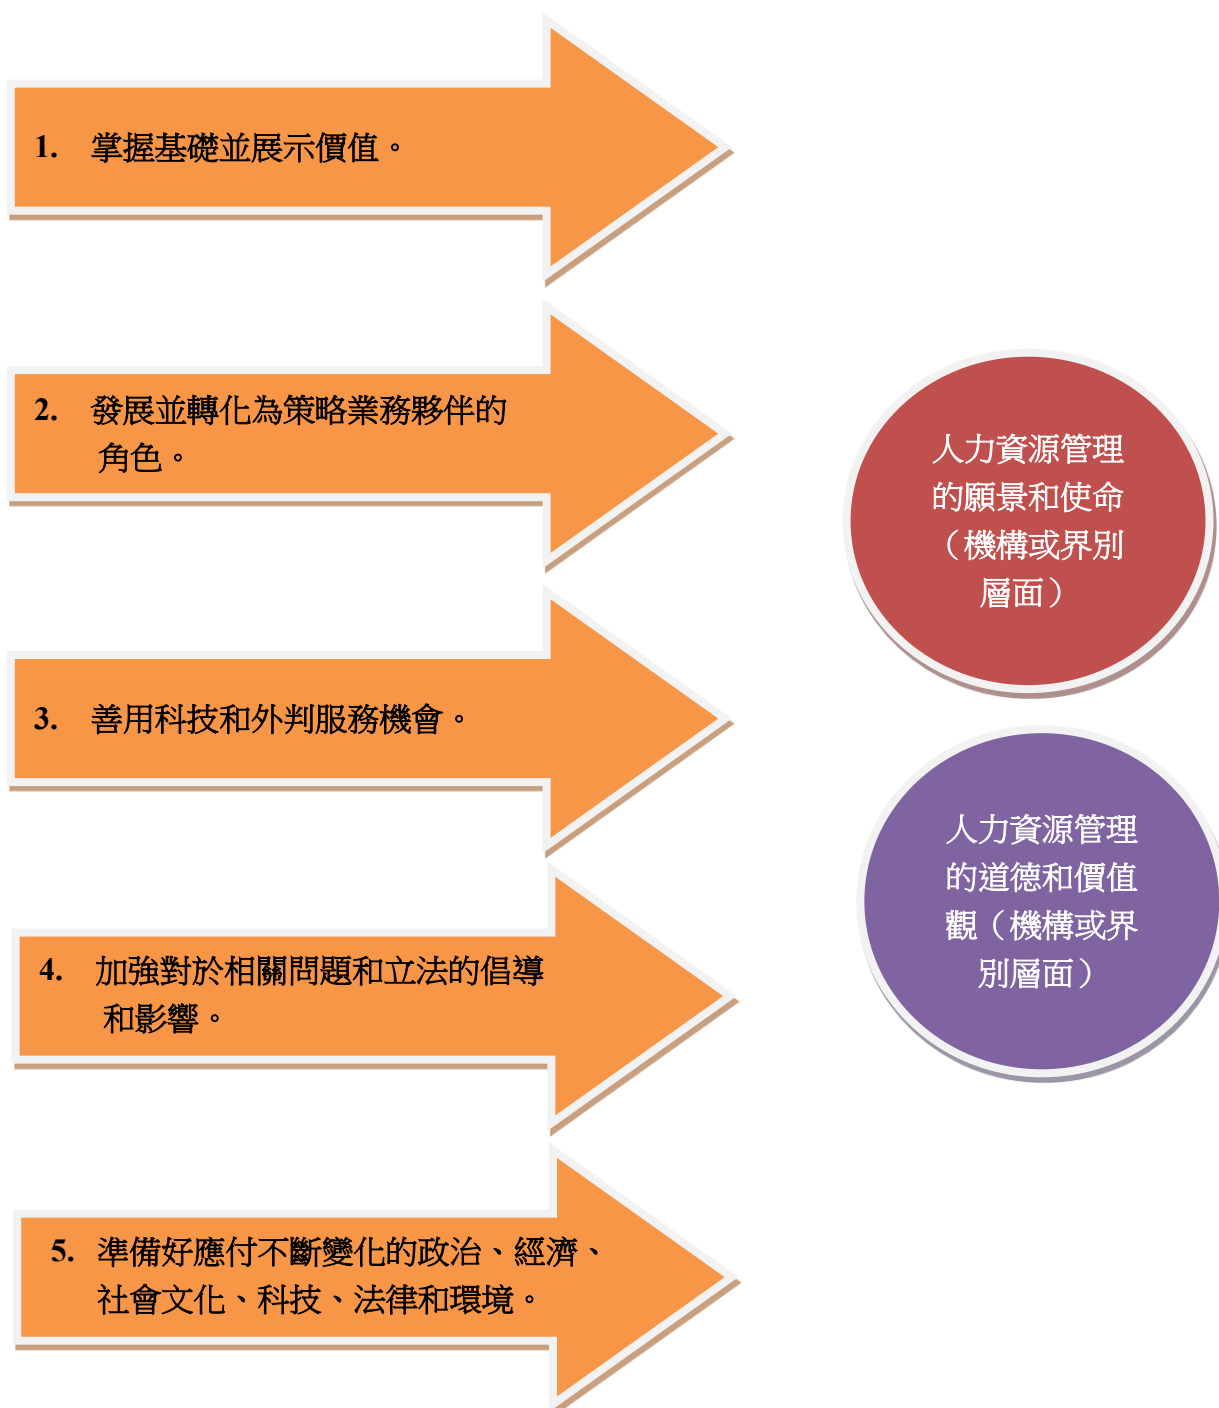 1. 掌握基礎並展示價值。
2. 發展並轉化為策略業務夥伴的
角色。
3. 善用科技和外判服務機會。
4. 加強對於相關問題和立法的倡導
和影響。
5. 準備好應付不斷變化的政治、經濟、
社會文化、科技、法律和環境。
人力資源管理
的願景和使命
（機構或界別
層面）
人力資源管理
的道德和價值
觀（機構或界
別層面）